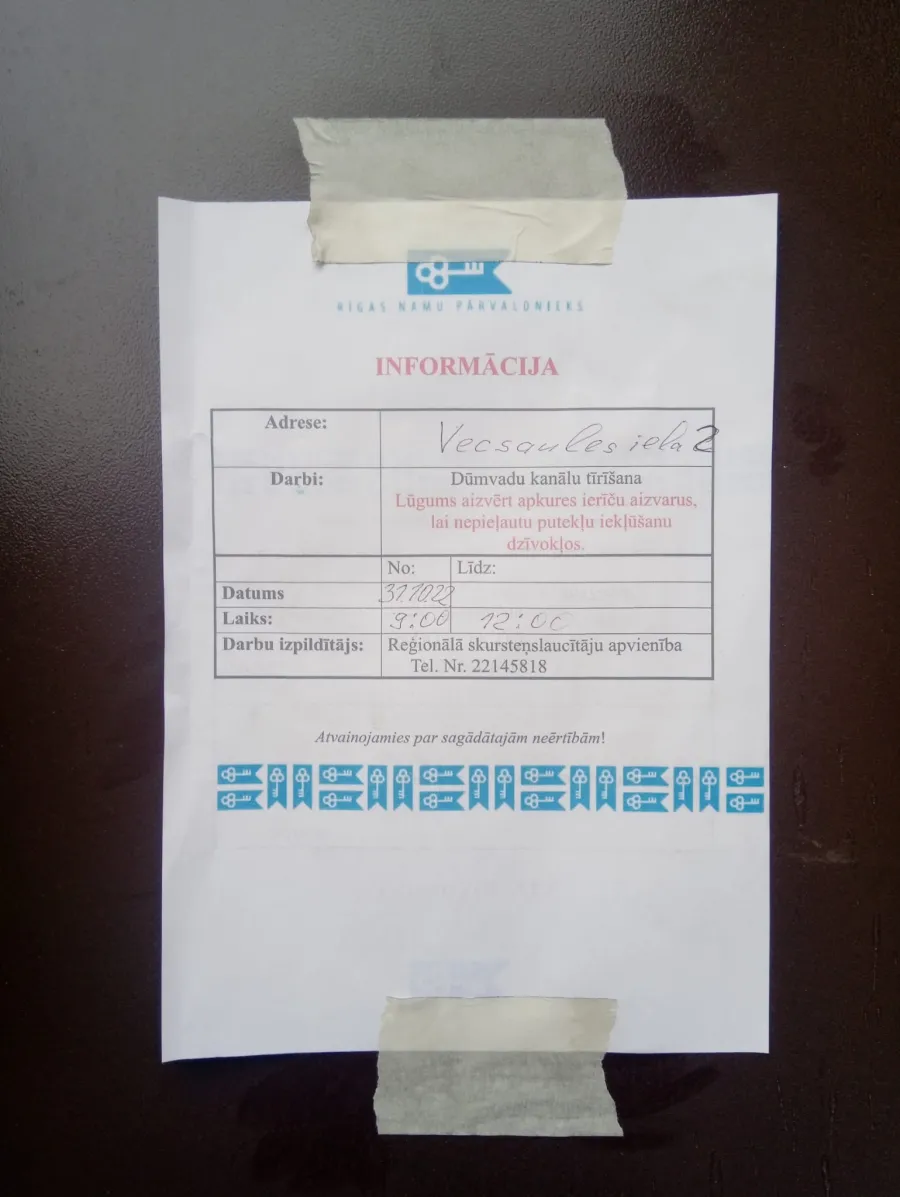 RĪGAS NAMU PĀRVALDNIEKS
INFORMĀCIJA
Adrese: Vecsaules iela 2
Darbi: Dūmvadu kanālu tīrīšana
Lūgums aizvērt apkures ierīču aizvarus,
lai nepieļautu putekļu iekļūšanu
dzīvokļos.
No: Līdz:
Datums 31.10.22
Laiks: 9:00 12:00
Darbu izpildītājs: Reģionālā skursteņslaucītāju apvienība
Tel. Nr. 22145818
Atvainojamies par sagādātajām neērtībām!